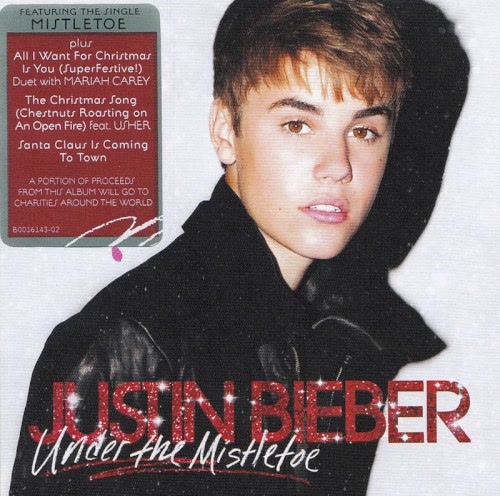 FEATURING THE SINGLE
MISTLETOE
plus
All I Want For Christmas
Is You (SuperFestive!)
Duet with MARIAH CAREY
The Christmas Song
(Chestnuts Roasting on
An Open Fire) feat. USHER
Santa Claus Is Coming
To Town
A PORTION OF PROCEEDS
FROM THIS ALBUM WILL GO TO
CHARITIES AROUND THE WORLD
B0016143-02
JUSTIN BIEBER
Under the Mistletoe